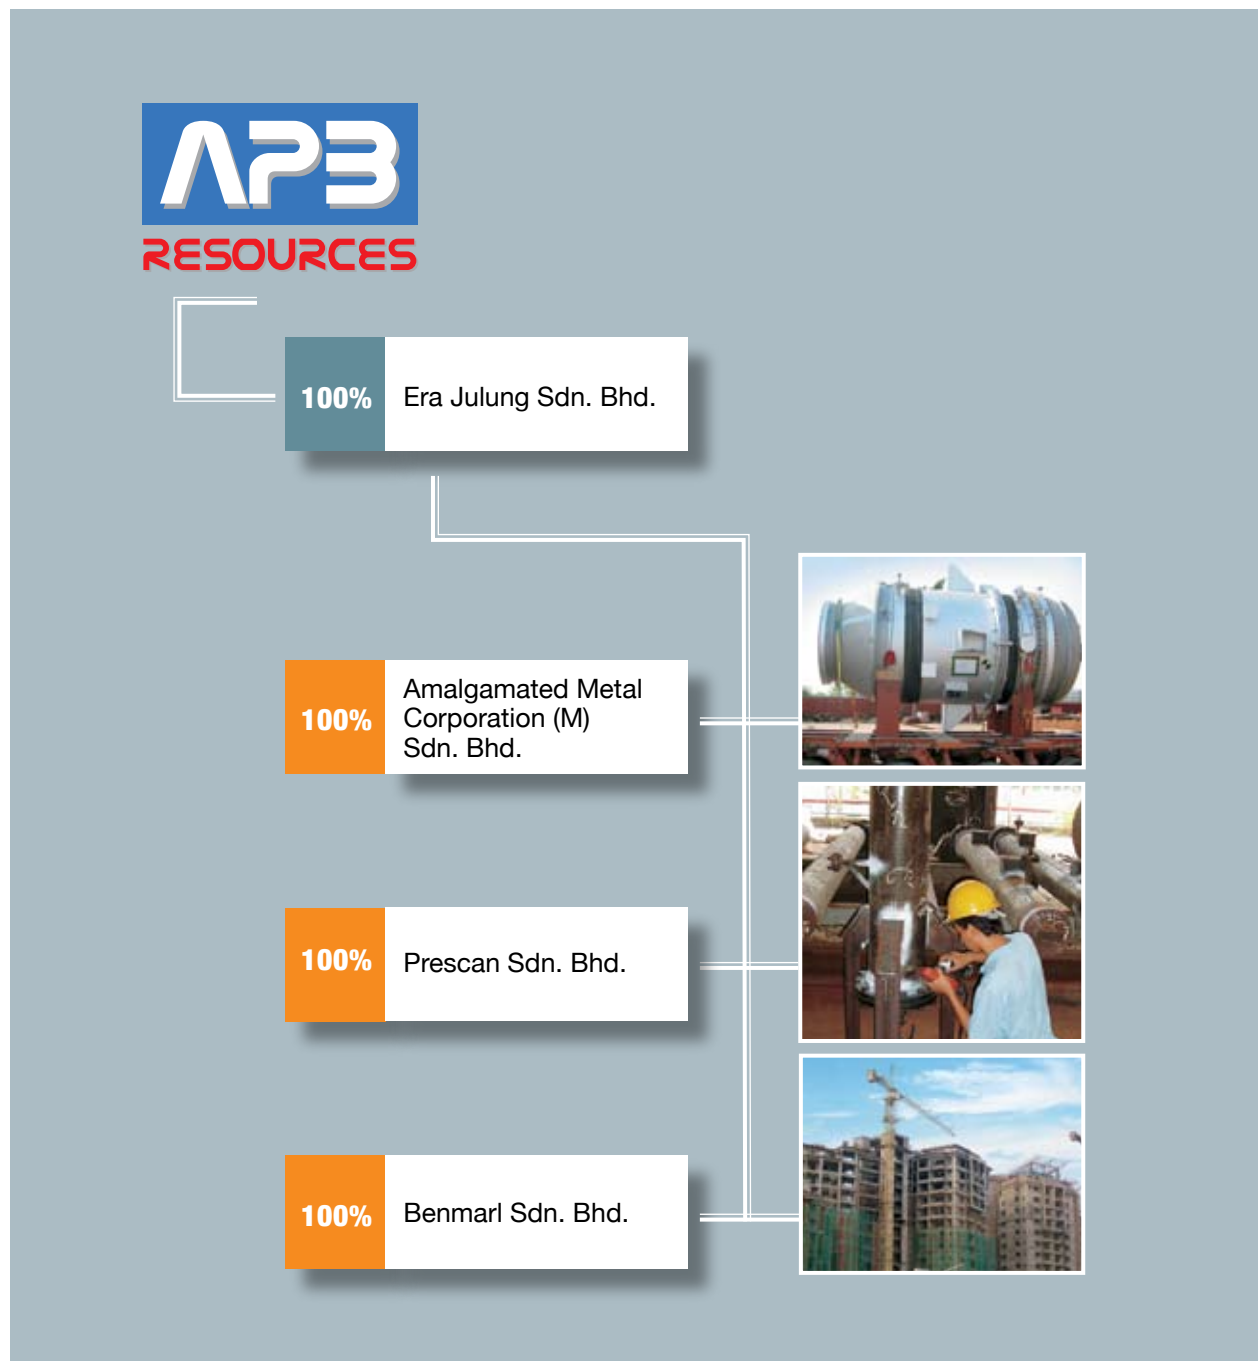 APB
RESOURCES
100%
Era Julung Sdn. Bhd.
100%
Amalgamated Metal
Corporation (M)
Sdn. Bhd.
100%
Prescan Sdn. Bhd.
100%
Benmarl Sdn. Bhd.